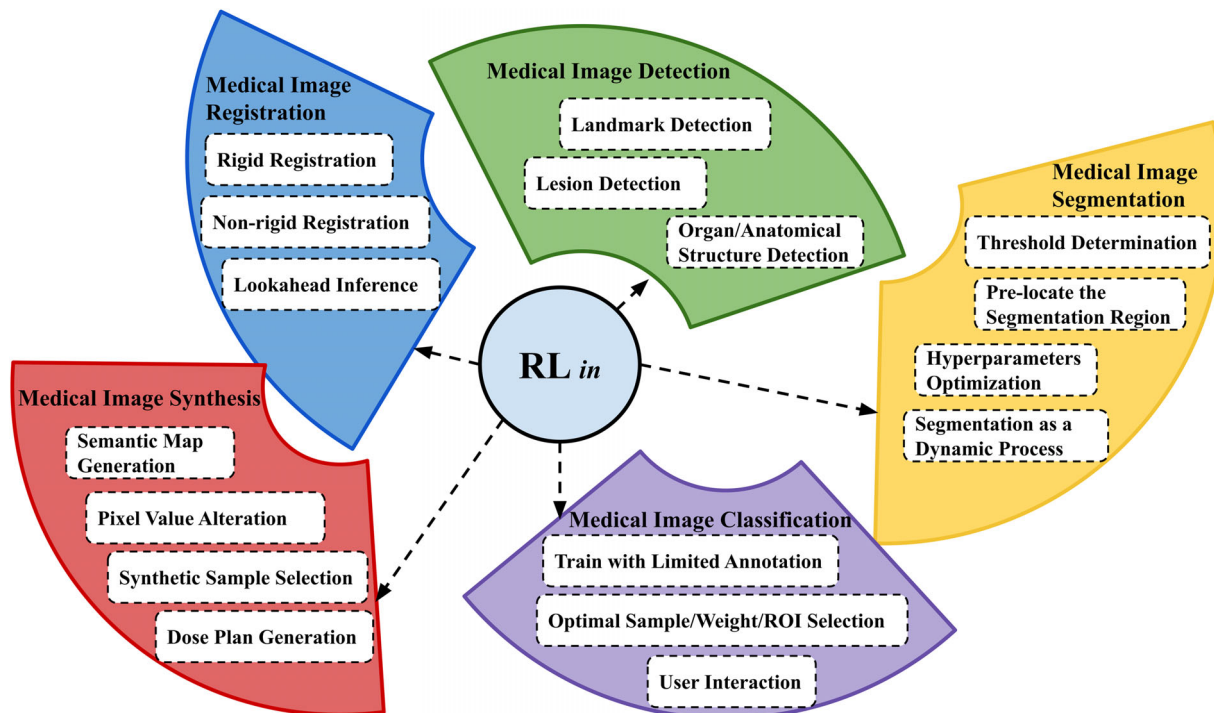 Medical Image
Registration
Rigid Registration
Non-rigid Registration
Lookahead Inference
Medical Image Detection
Landmark Detection
Lesion Detection
Organ/Anatomical
Structure Detection
Medical Image
Segmentation
Threshold Determination
Pre-locate the
Segmentation Region
Hyperparameters
Optimization
Segmentation as a
Dynamic Process
RL in
Medical Image Synthesis
Semantic Map
Generation
Pixel Value Alteration
Synthetic Sample Selection
Dose Plan Generation
Medical Image Classification
Train with Limited Annotation
Optimal Sample/Weight/ROI Selection
User Interaction